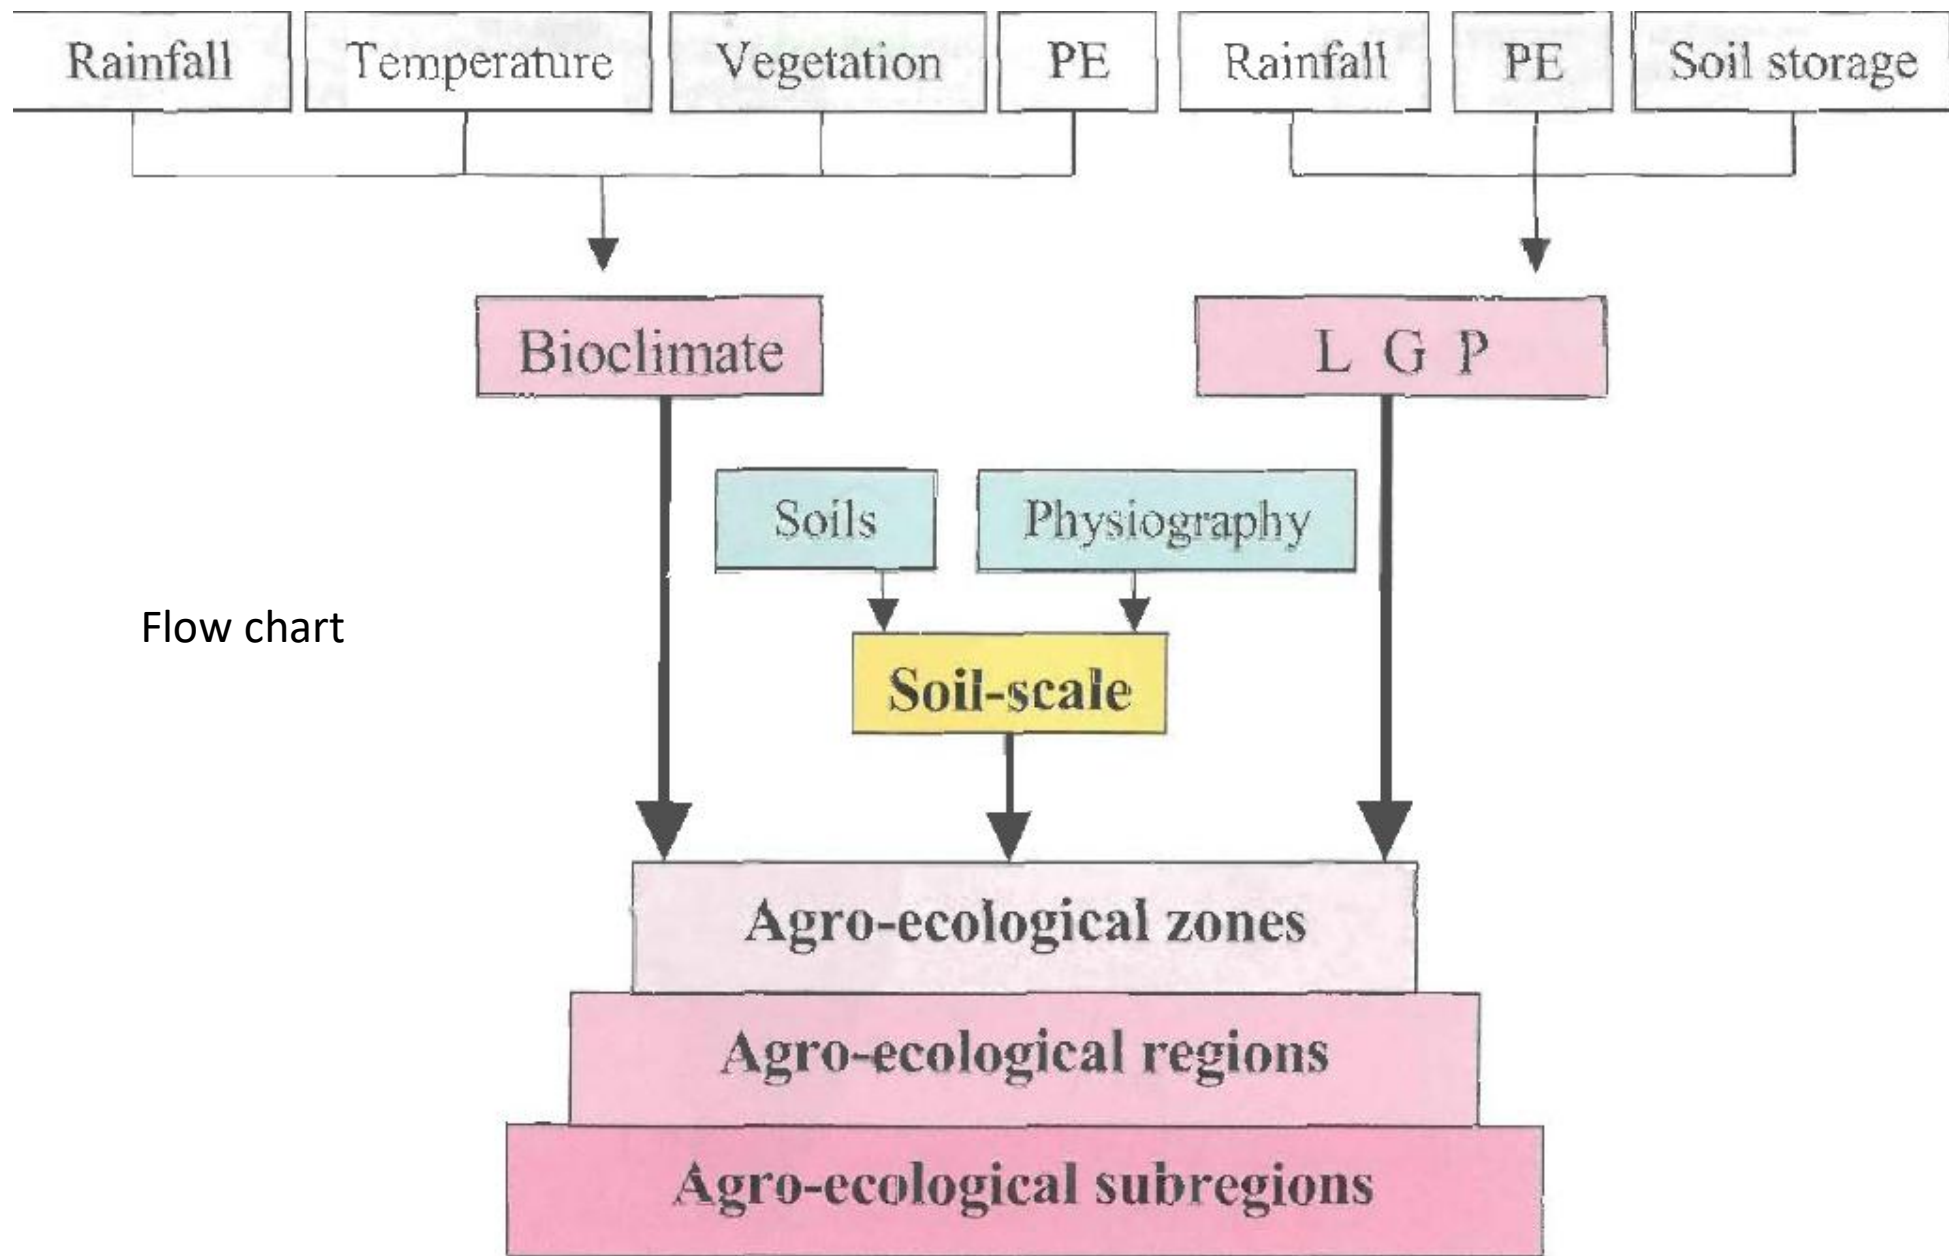 Rainfall
Temperature
Vegetation
PE
Rainfall
PE
Soil storage
Bioclimate
L G P
Soils
Physiography
Flow chart
Soil-scale
Agro-ecological zones
Agro-ecological regions
Agro-ecological subregions